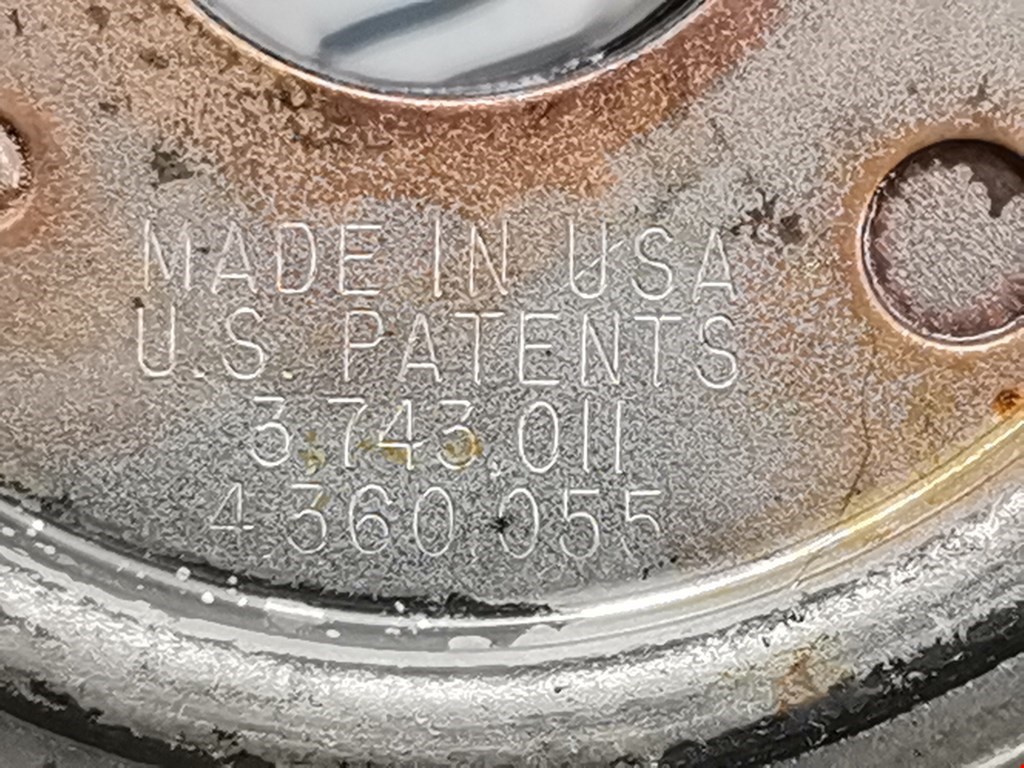 MADE IN USA
U.S. PATENTS
3,743,011
4,360,055